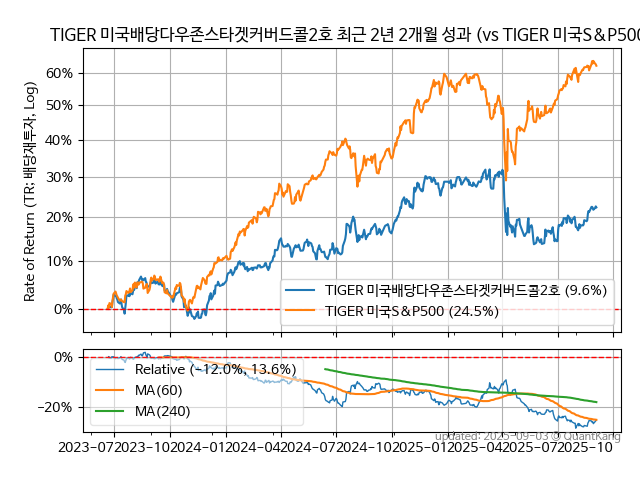 TIGER 미국배당다우존스타겟커버드콜2호 최근 2년 2개월 성과 (vs TIGER 미국S&P500
60%
50%
40%
30%
20%
10%
0%
Rate of Return (TR: 배당재투자, Log)
TIGER 미국배당다우존스타겟커버드콜2호 (9.6%)
TIGER 미국S&P500 (24.5%)
0%
−20%
Relative (−12.0%, 13.6%)
MA(60)
MA(240)
updated: 2025-09-03 © QuantKang
2023-07 2023-10 2024-01 2024-04 2024-07 2024-10 2025-01 2025-04 2025-07 2025-10